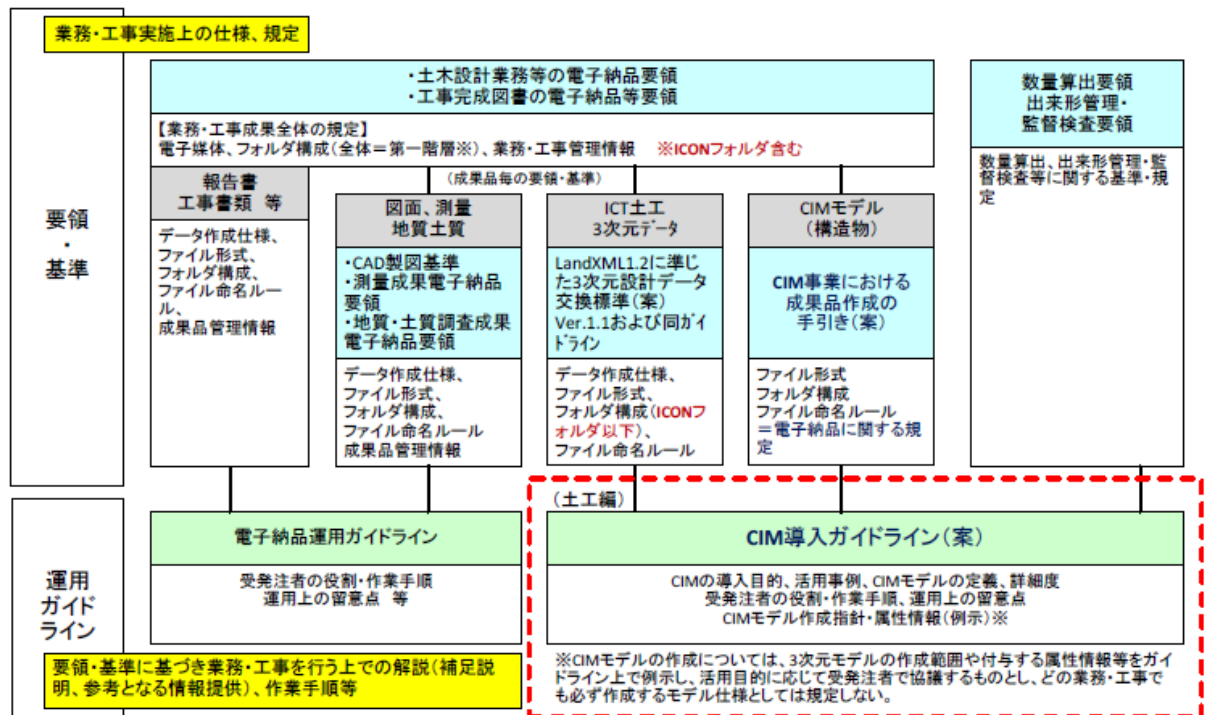 業務・工事実施上の仕様、規定
要領
・
基準
・土木設計業務等の電子納品要領
・工事完成図書の電子納品等要領
【業務・工事成果全体の規定】
電子媒体、フォルダ構成(全体=第一階層※)、業務・工事管理情報　※ICONフォルダ含む
(成果品毎の要領・基準)
報告書
工事書類 等
データ作成仕様、
ファイル形式、
フォルダ構成、
ファイル命名ルー
ル、
成果品管理情報
図面、測量
地質土質
・CAD製図基準
・測量成果電子納品
要領
・地質・土質調査成果
電子納品要領
データ作成仕様、
ファイル形式、
フォルダ構成、
ファイル命名ルール
成果品管理情報
ICT土工
3次元データ
LandXML1.2に準じ
た3次元設計データ
交換標準(案)
Ver.1.1および同ガイ
ドライン
データ作成仕様、
ファイル形式、
フォルダ構成(ICONフ
ォルダ以下)、
ファイル命名ルール
CIMモデル
(構造物)
CIM事業における
成果品作成の
手引き(案)
ファイル形式
フォルダ構成
ファイル命名ルール
=電子納品に関する規
定
数量算出要領
出来形管理・
監督検査要領
数量算出、出来形管理・監
督検査等に関する基準・規
定
運用
ガイド
ライン
電子納品運用ガイドライン
受発注者の役割・作業手順
運用上の留意点 等
要領・基準に基づき業務・工事を行う上での解説(補足説
明、参考となる情報提供)、作業手順等
(土工編)
CIM導入ガイドライン(案)
CIMの導入目的、活用事例、CIMモデルの定義、詳細度
受発注者の役割・作業手順、運用上の留意点
CIMモデル作成指針・属性情報(例示)※
※CIMモデルの作成については、3次元モデルの作成範囲や付与する属性情報等をガイ
ドライン上で例示し、活用目的に応じて受発注者で協議するものとし、どの業務・工事で
も必ず作成するモデル仕様としては規定しない。